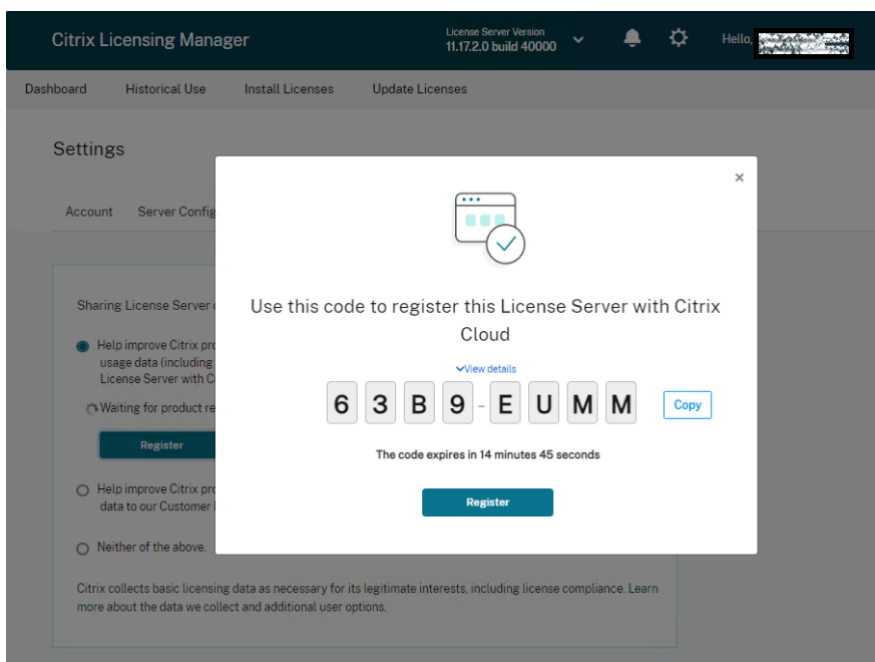 Citrix Licensing Manager
License Server Version
11.17.2.0 build 40000
Hello,
Dashboard Historical Use Install Licenses Update Licenses
Settings
Account Server Config
×
Use this code to register this License Server with Citrix
Cloud
View details
6 3 B 9 - E U M M
Copy
The code expires in 14 minutes 45 seconds
Register
Sharing License Server
Help improve Citrix pro
usage data (including
License Server with C
Waiting for product re
Register
Help improve Citrix pro
data to our Customer
Neither of the above.
Citrix collects basic licensing data as necessary for its legitimate interests, including license compliance. Learn
more about the data we collect and additional user options.